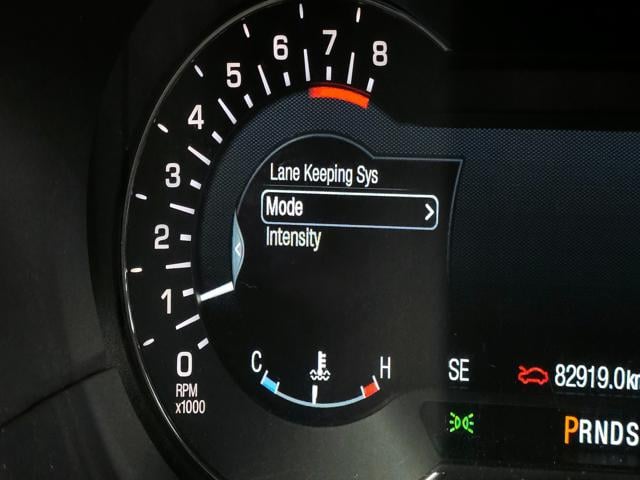 8
7
6
5
4
3
2
1
0
RPM
x1000
Lane Keeping Sys
Mode
Intensity
C H
SE
82919.0km
PRNDS